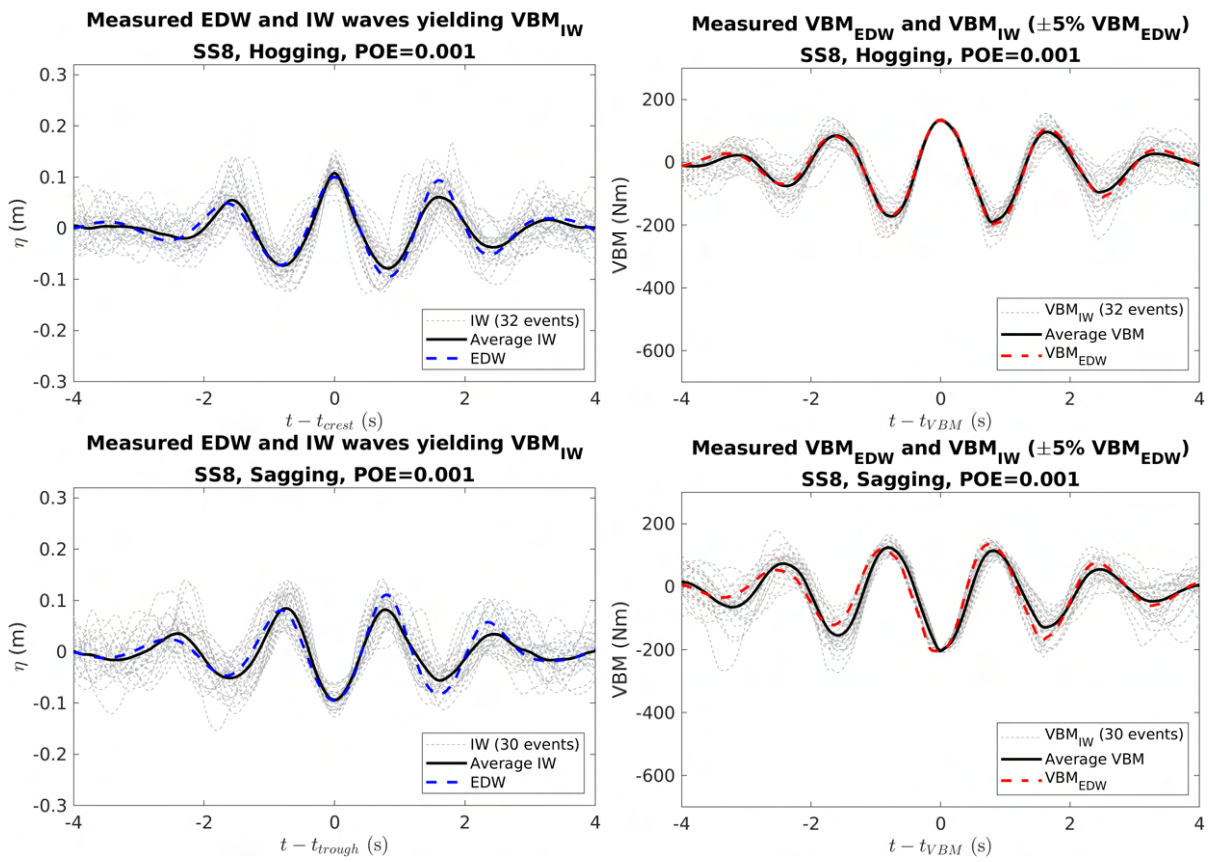 Measured EDW and IW waves yielding VBM_IW
SS8, Hogging, POE=0.001
0.3
0.2
0.1
0
-0.1
-0.2
-0.3
η (m)
IW (32 events)
Average IW
EDW
-4 -2 0 2 4
t − t_crest (s)
Measured VBM_EDW and VBM_IW (±5% VBM_EDW)
SS8, Hogging, POE=0.001
200
0
-200
-400
-600
VBM (Nm)
VBM_IW (32 events)
Average VBM
VBM_EDW
-4 -2 0 2 4
t − t_VBM (s)
Measured EDW and IW waves yielding VBM_IW
SS8, Sagging, POE=0.001
0.3
0.2
0.1
0
-0.1
-0.2
-0.3
η (m)
IW (30 events)
Average IW
EDW
-4 -2 0 2 4
t − t_trough (s)
Measured VBM_EDW and VBM_IW (±5% VBM_EDW)
SS8, Sagging, POE=0.001
200
0
-200
-400
-600
VBM (Nm)
VBM_IW (30 events)
Average VBM
VBM_EDW
-4 -2 0 2 4
t − t_VBM (s)